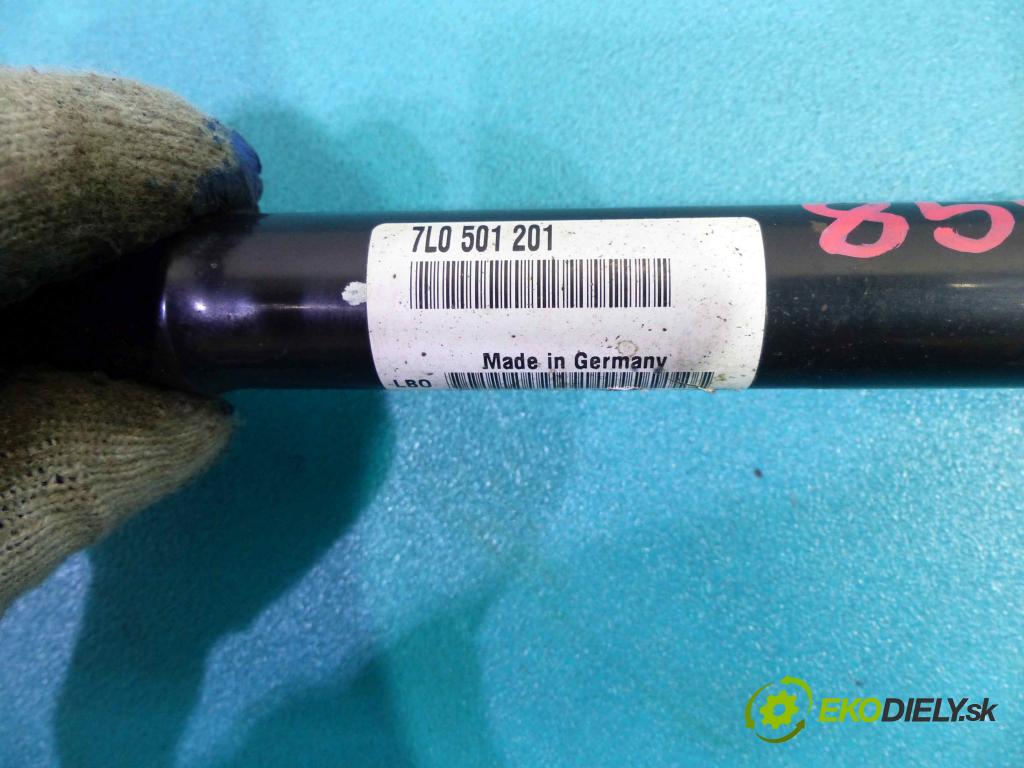 7L0 501 201
Made in Germany
LBO
EKODIELY.sk